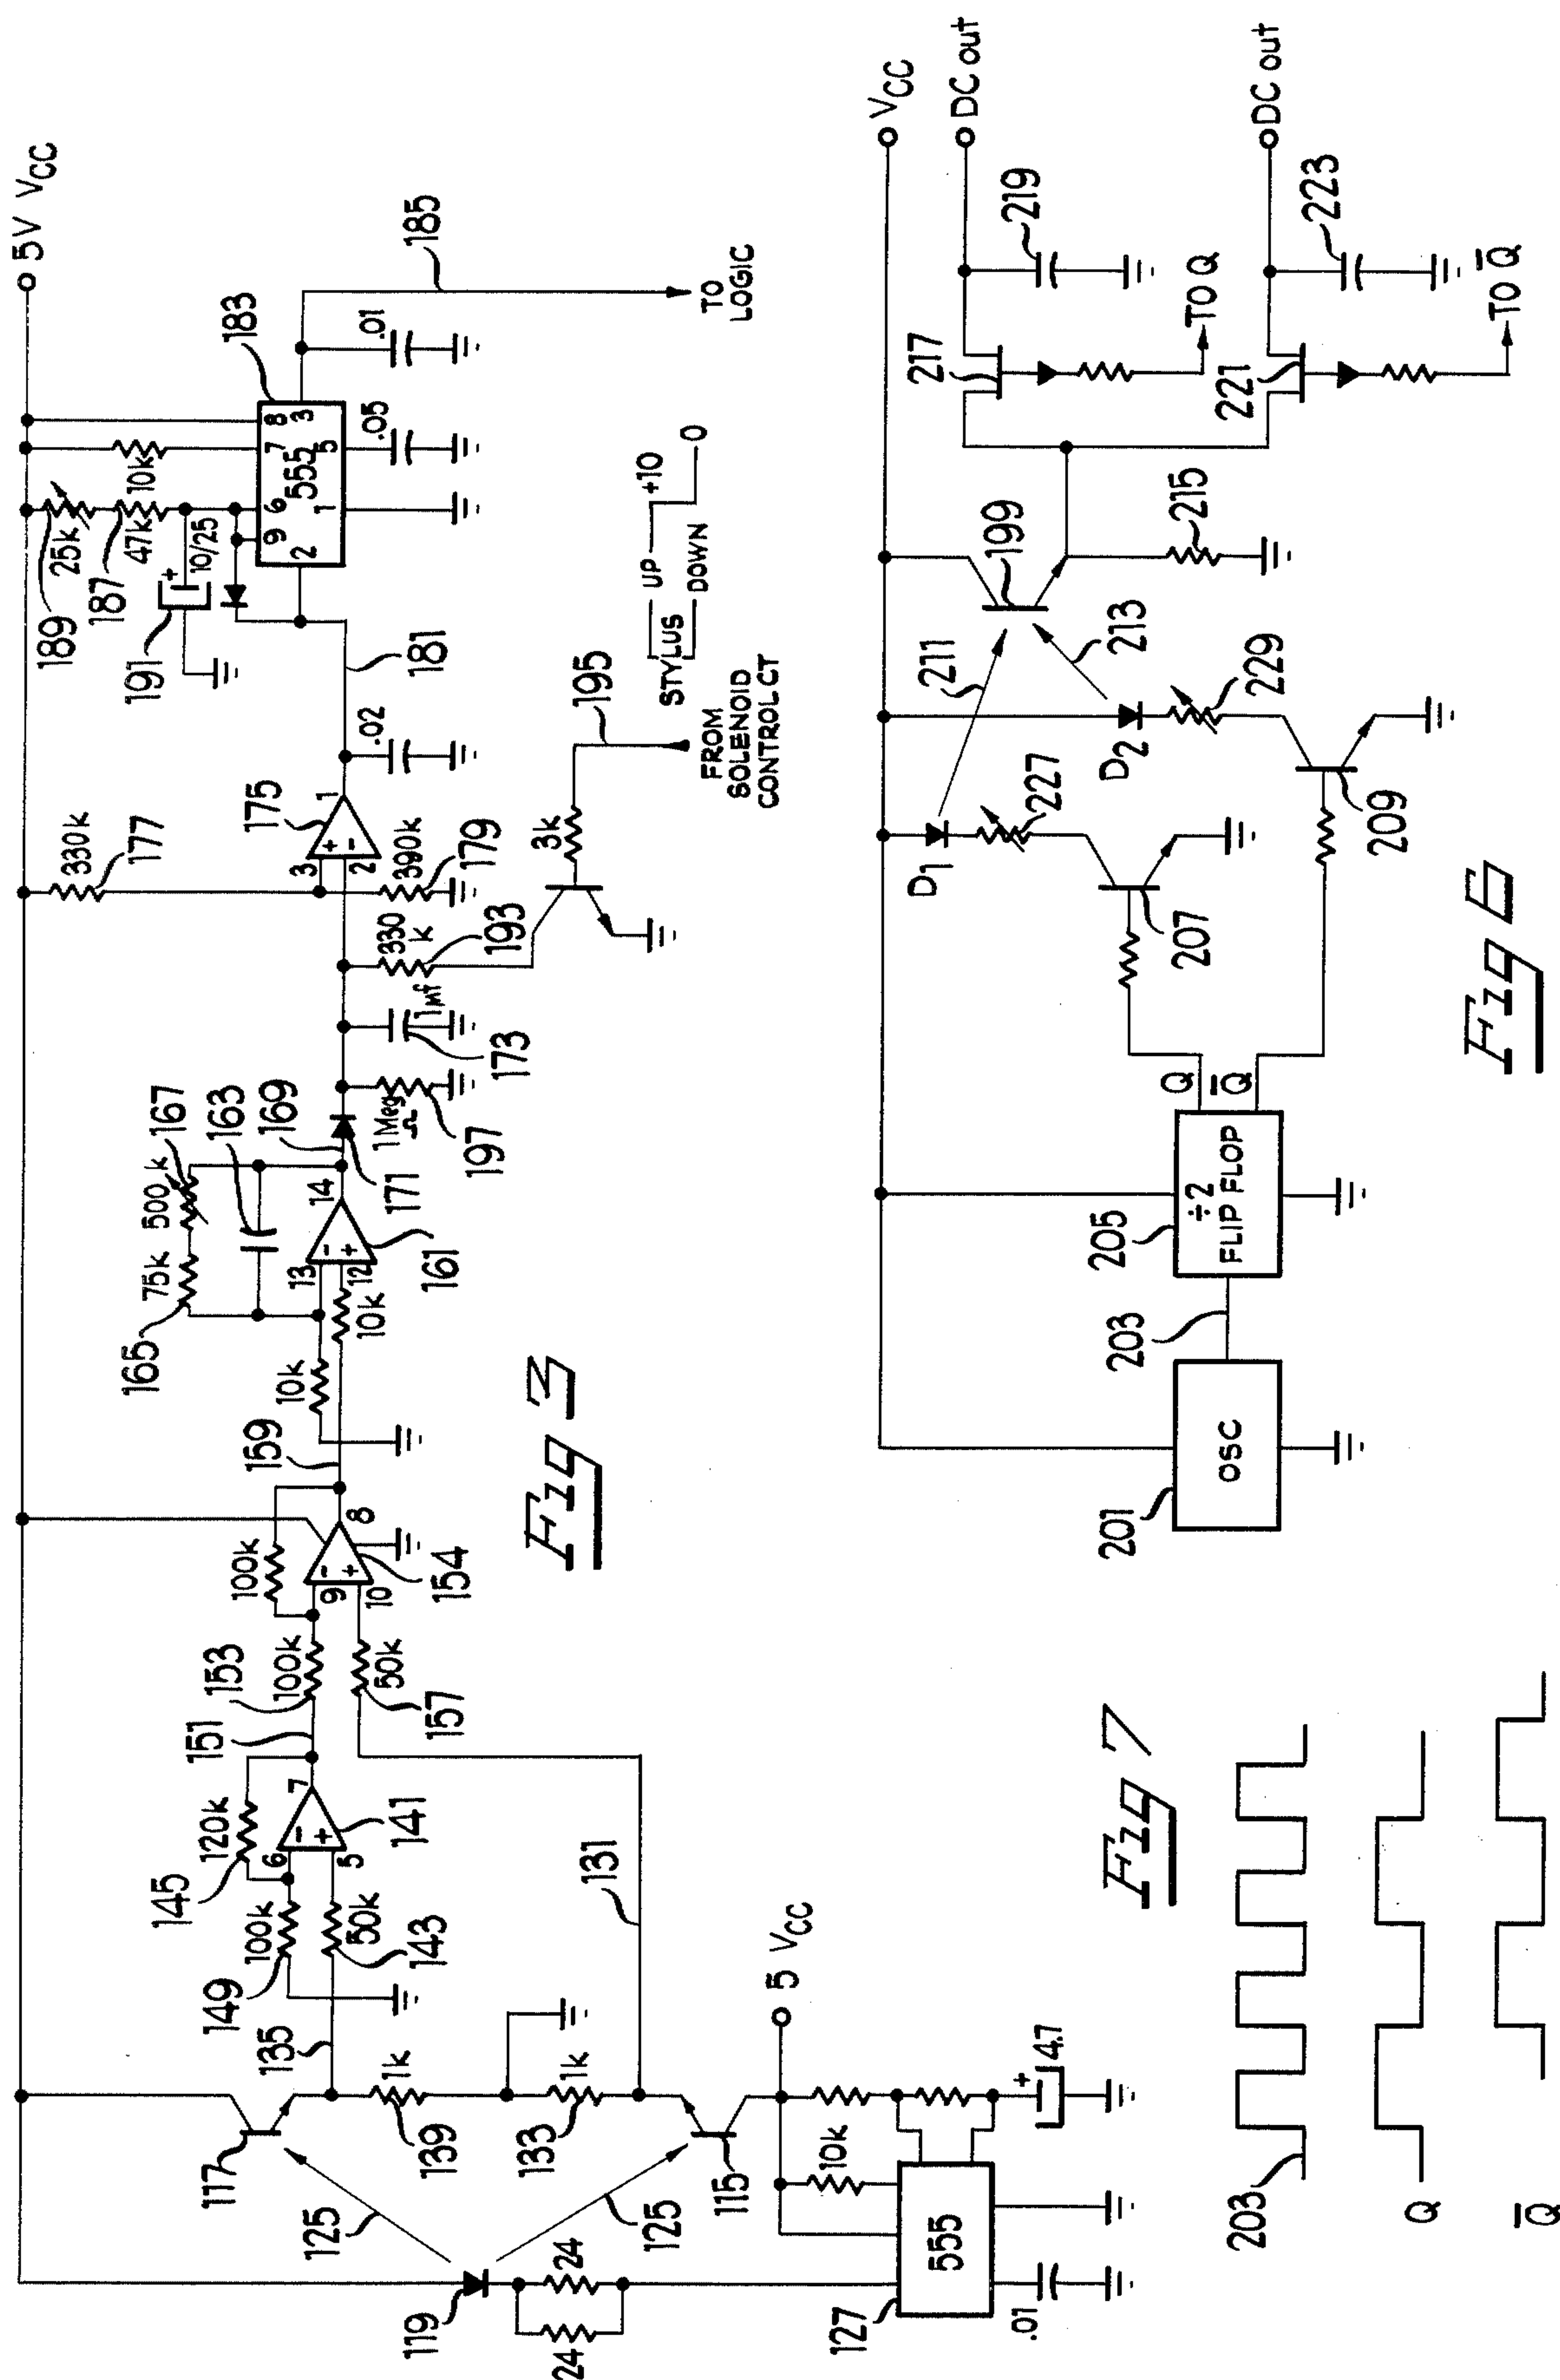 5V VCC
117
125
119
24
24
125
115
127
555
.01
10k
5 VCC
+
4.7
135
139
1k
133
1k
131
149
100k
145
120k
143
50k
6
5
-
+
7
141
151
153
100k
157
50k
100k
9
10
-
+
8
154
159
10k
10k
165
75k
500k
167
163
13
12
-
+
14
161
169
171
1Meg
Ω
197
173
1mf
330
k
193
177
330k
3
2
+
-
1
175
390k
179
.02
181
3k
195
FROM
SOLENOID
CONTROL CT
STYLUS
UP
+10
DOWN
0
191
+
10/25
189
25k
187
47k
10k
9
6
7
8
2
555
3
1
5
183
.05
.01
185
TO
LOGIC
Fig 3
201
OSC
203
205
÷2
FLIP FLOP
Q
Q̄
207
209
D1
227
D2
229
211
213
199
215
VCC
217
DC out
219
TO Q
221
DC out
223
TO Q̄
Fig 6
Fig 7
203
Q
Q̄